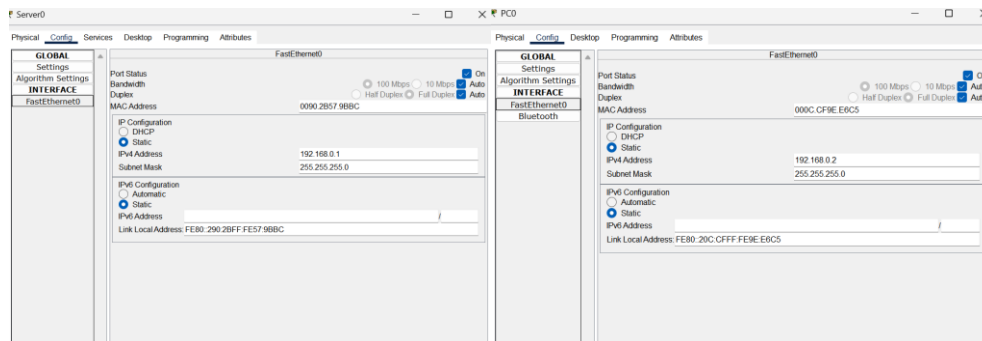 Server0
Physical Config Services Desktop Programming Attributes
GLOBAL
Settings
Algorithm Settings
INTERFACE
FastEthernet0
FastEthernet0
Port Status On
Bandwidth 100 Mbps 10 Mbps Auto
Duplex Half Duplex Full Duplex Auto
MAC Address 0090.2B57.9BBC
IP Configuration
DHCP
Static
IPv4 Address 192.168.0.1
Subnet Mask 255.255.255.0
IPv6 Configuration
Automatic
Static
IPv6 Address /
Link Local Address: FE80::290:2BFF:FE57:9BBC
PC0
Physical Config Desktop Programming Attributes
GLOBAL
Settings
Algorithm Settings
INTERFACE
FastEthernet0
Bluetooth
FastEthernet0
Port Status O
Bandwidth 100 Mbps 10 Mbps Aut
Duplex Half Duplex Full Duplex Aut
MAC Address 000C.CF9E.E6C5
IP Configuration
DHCP
Static
IPv4 Address 192.168.0.2
Subnet Mask 255.255.255.0
IPv6 Configuration
Automatic
Static
IPv6 Address /
Link Local Address: FE80::20C:CFFF:FE9E:E6C5